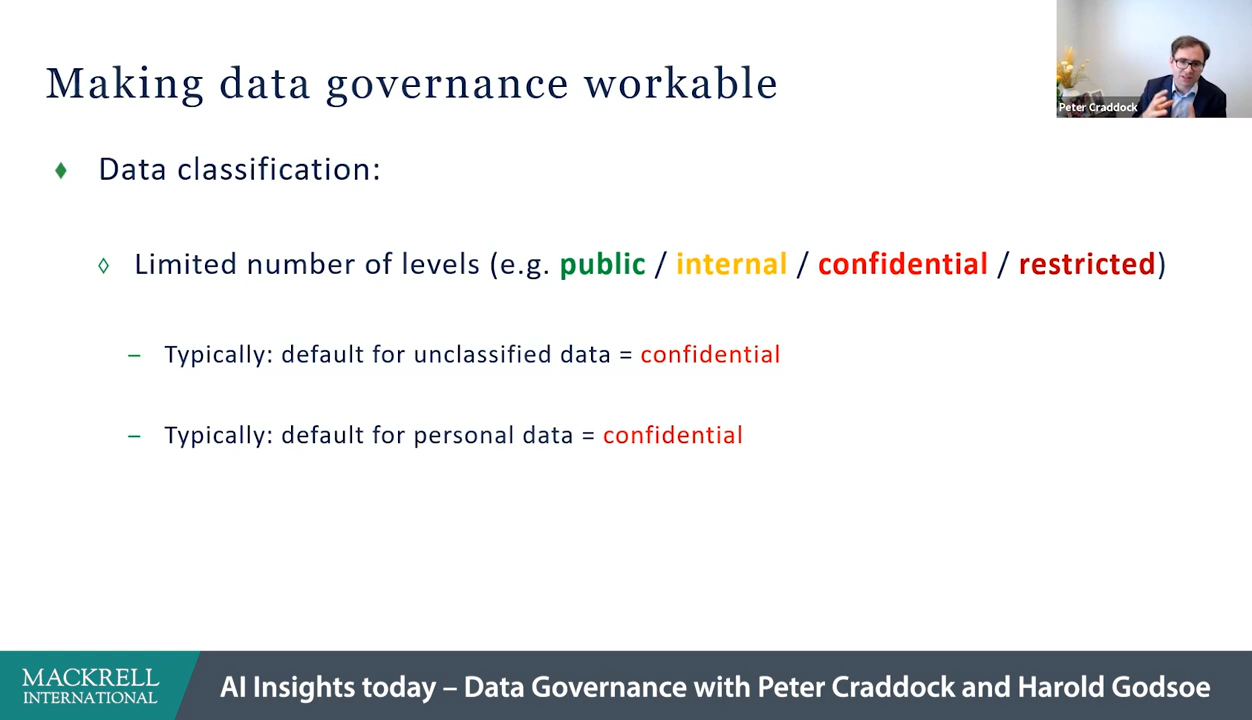 Making data governance workable
Peter Craddock
♦ Data classification:
◊ Limited number of levels (e.g. public / internal / confidential / restricted)
– Typically: default for unclassified data = confidential
– Typically: default for personal data = confidential
MACKRELL
INTERNATIONAL
AI Insights today – Data Governance with Peter Craddock and Harold Godsoe